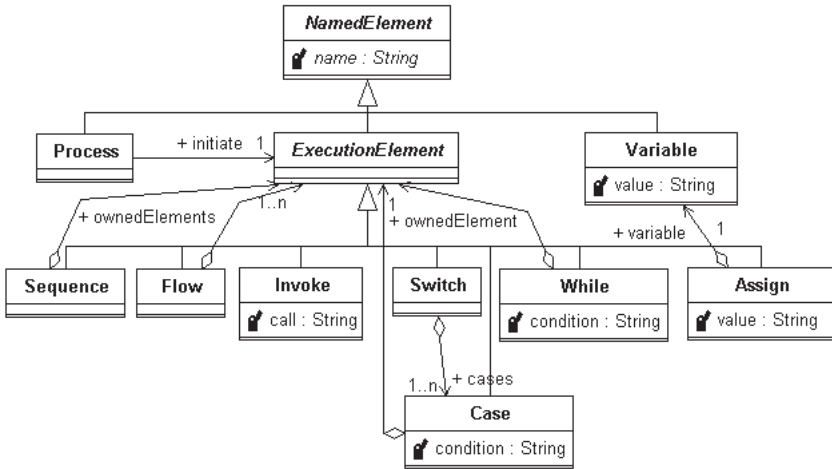 NamedElement
name : String
Process
+ initiate 1
ExecutionElement
Variable
value : String
+ ownedElements
1..n
1
+ ownedElement
+ variable 1
Sequence
Flow
Invoke
call : String
Switch
While
condition : String
Assign
value : String
1..n
+ cases
Case
condition : String